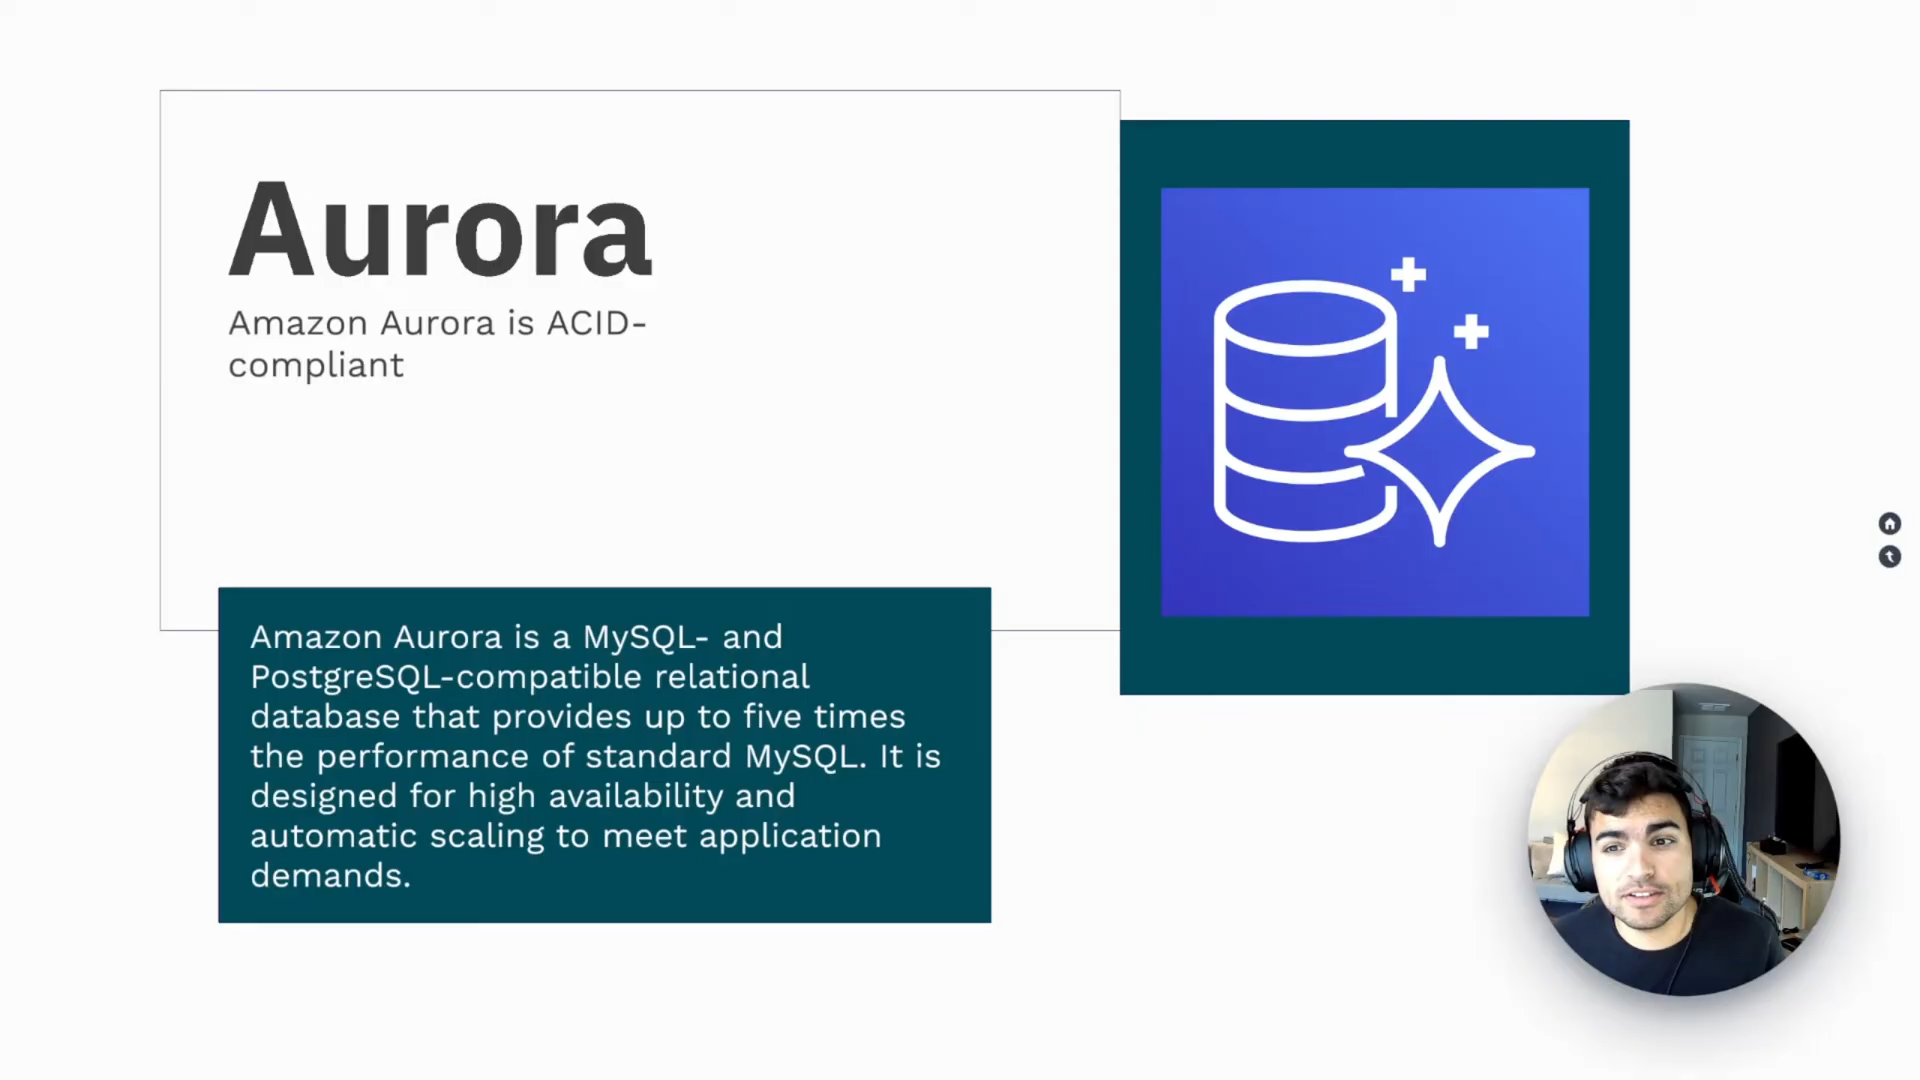 Aurora
Amazon Aurora is ACID-
compliant
Amazon Aurora is a MySQL- and
PostgreSQL-compatible relational
database that provides up to five times
the performance of standard MySQL. It is
designed for high availability and
automatic scaling to meet application
demands.